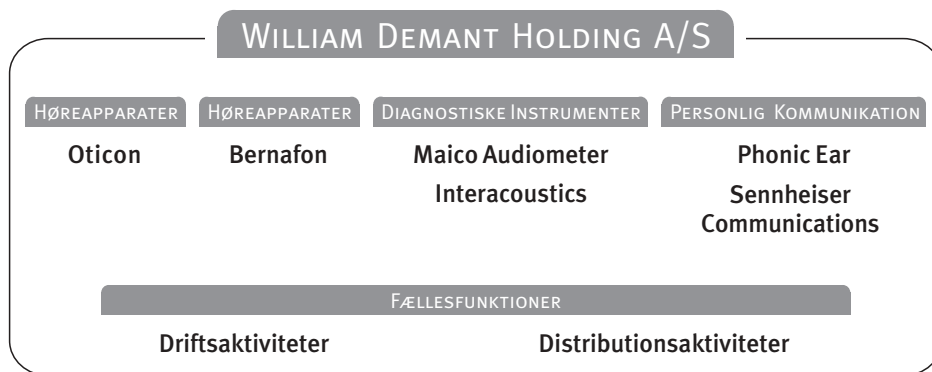 William Demant Holding A/S
Høreapparater
Oticon
Høreapparater
Bernafon
Diagnostiske Instrumenter
Maico Audiometer
Interacoustics
Personlig Kommunikation
Phonic Ear
Sennheiser
Communications
Fællesfunktioner
Driftsaktiviteter
Distributionsaktiviteter